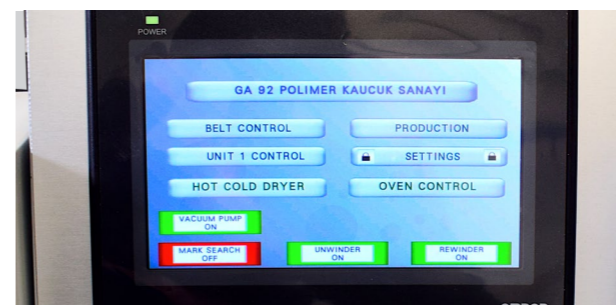 POWER
GA 92 POLIMER KAUCUK SANAYI
BELT CONTROL
PRODUCTION
UNIT 1 CONTROL
SETTINGS
HOT COLD DRYER
OVEN CONTROL
VACUUM PUMP
ON
MARK SEARCH
OFF
UNWINDER
ON
REWINDER
ON